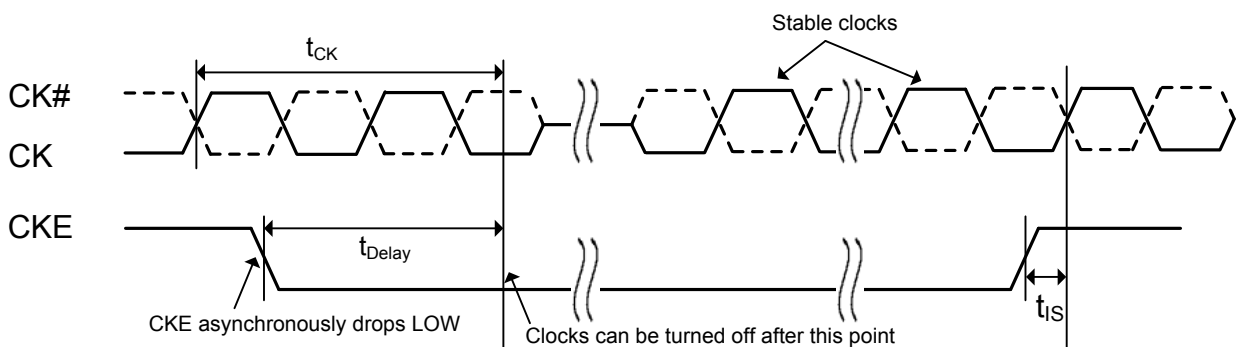 Stable clocks
tCK
CK#
CK
CKE
tDelay
tIS
CKE asynchronously drops LOW
Clocks can be turned off after this point